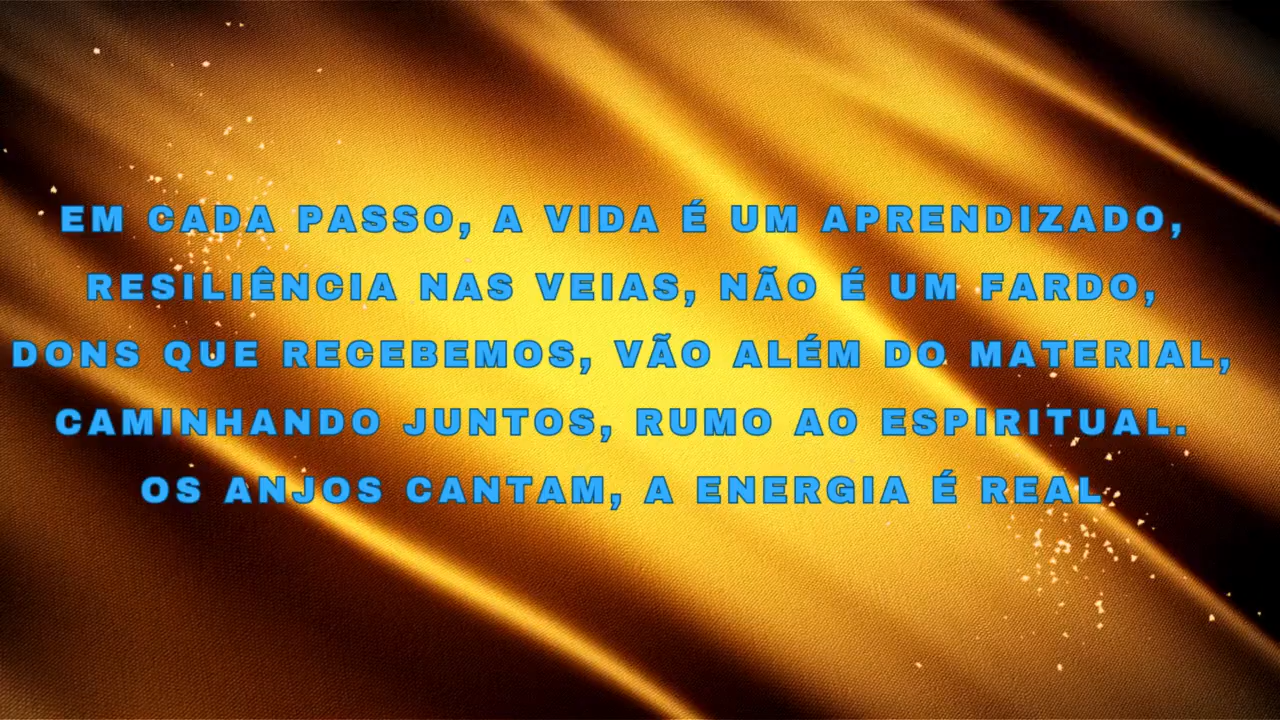 EM CADA PASSO, A VIDA É UM APRENDIZADO,
RESILIÊNCIA NAS VEIAS, NÃO É UM FARDO,
DONS QUE RECEBEMOS, VÃO ALÉM DO MATERIAL,
CAMINHANDO JUNTOS, RUMO AO ESPIRITUAL.
OS ANJOS CANTAM, A ENERGIA É REAL